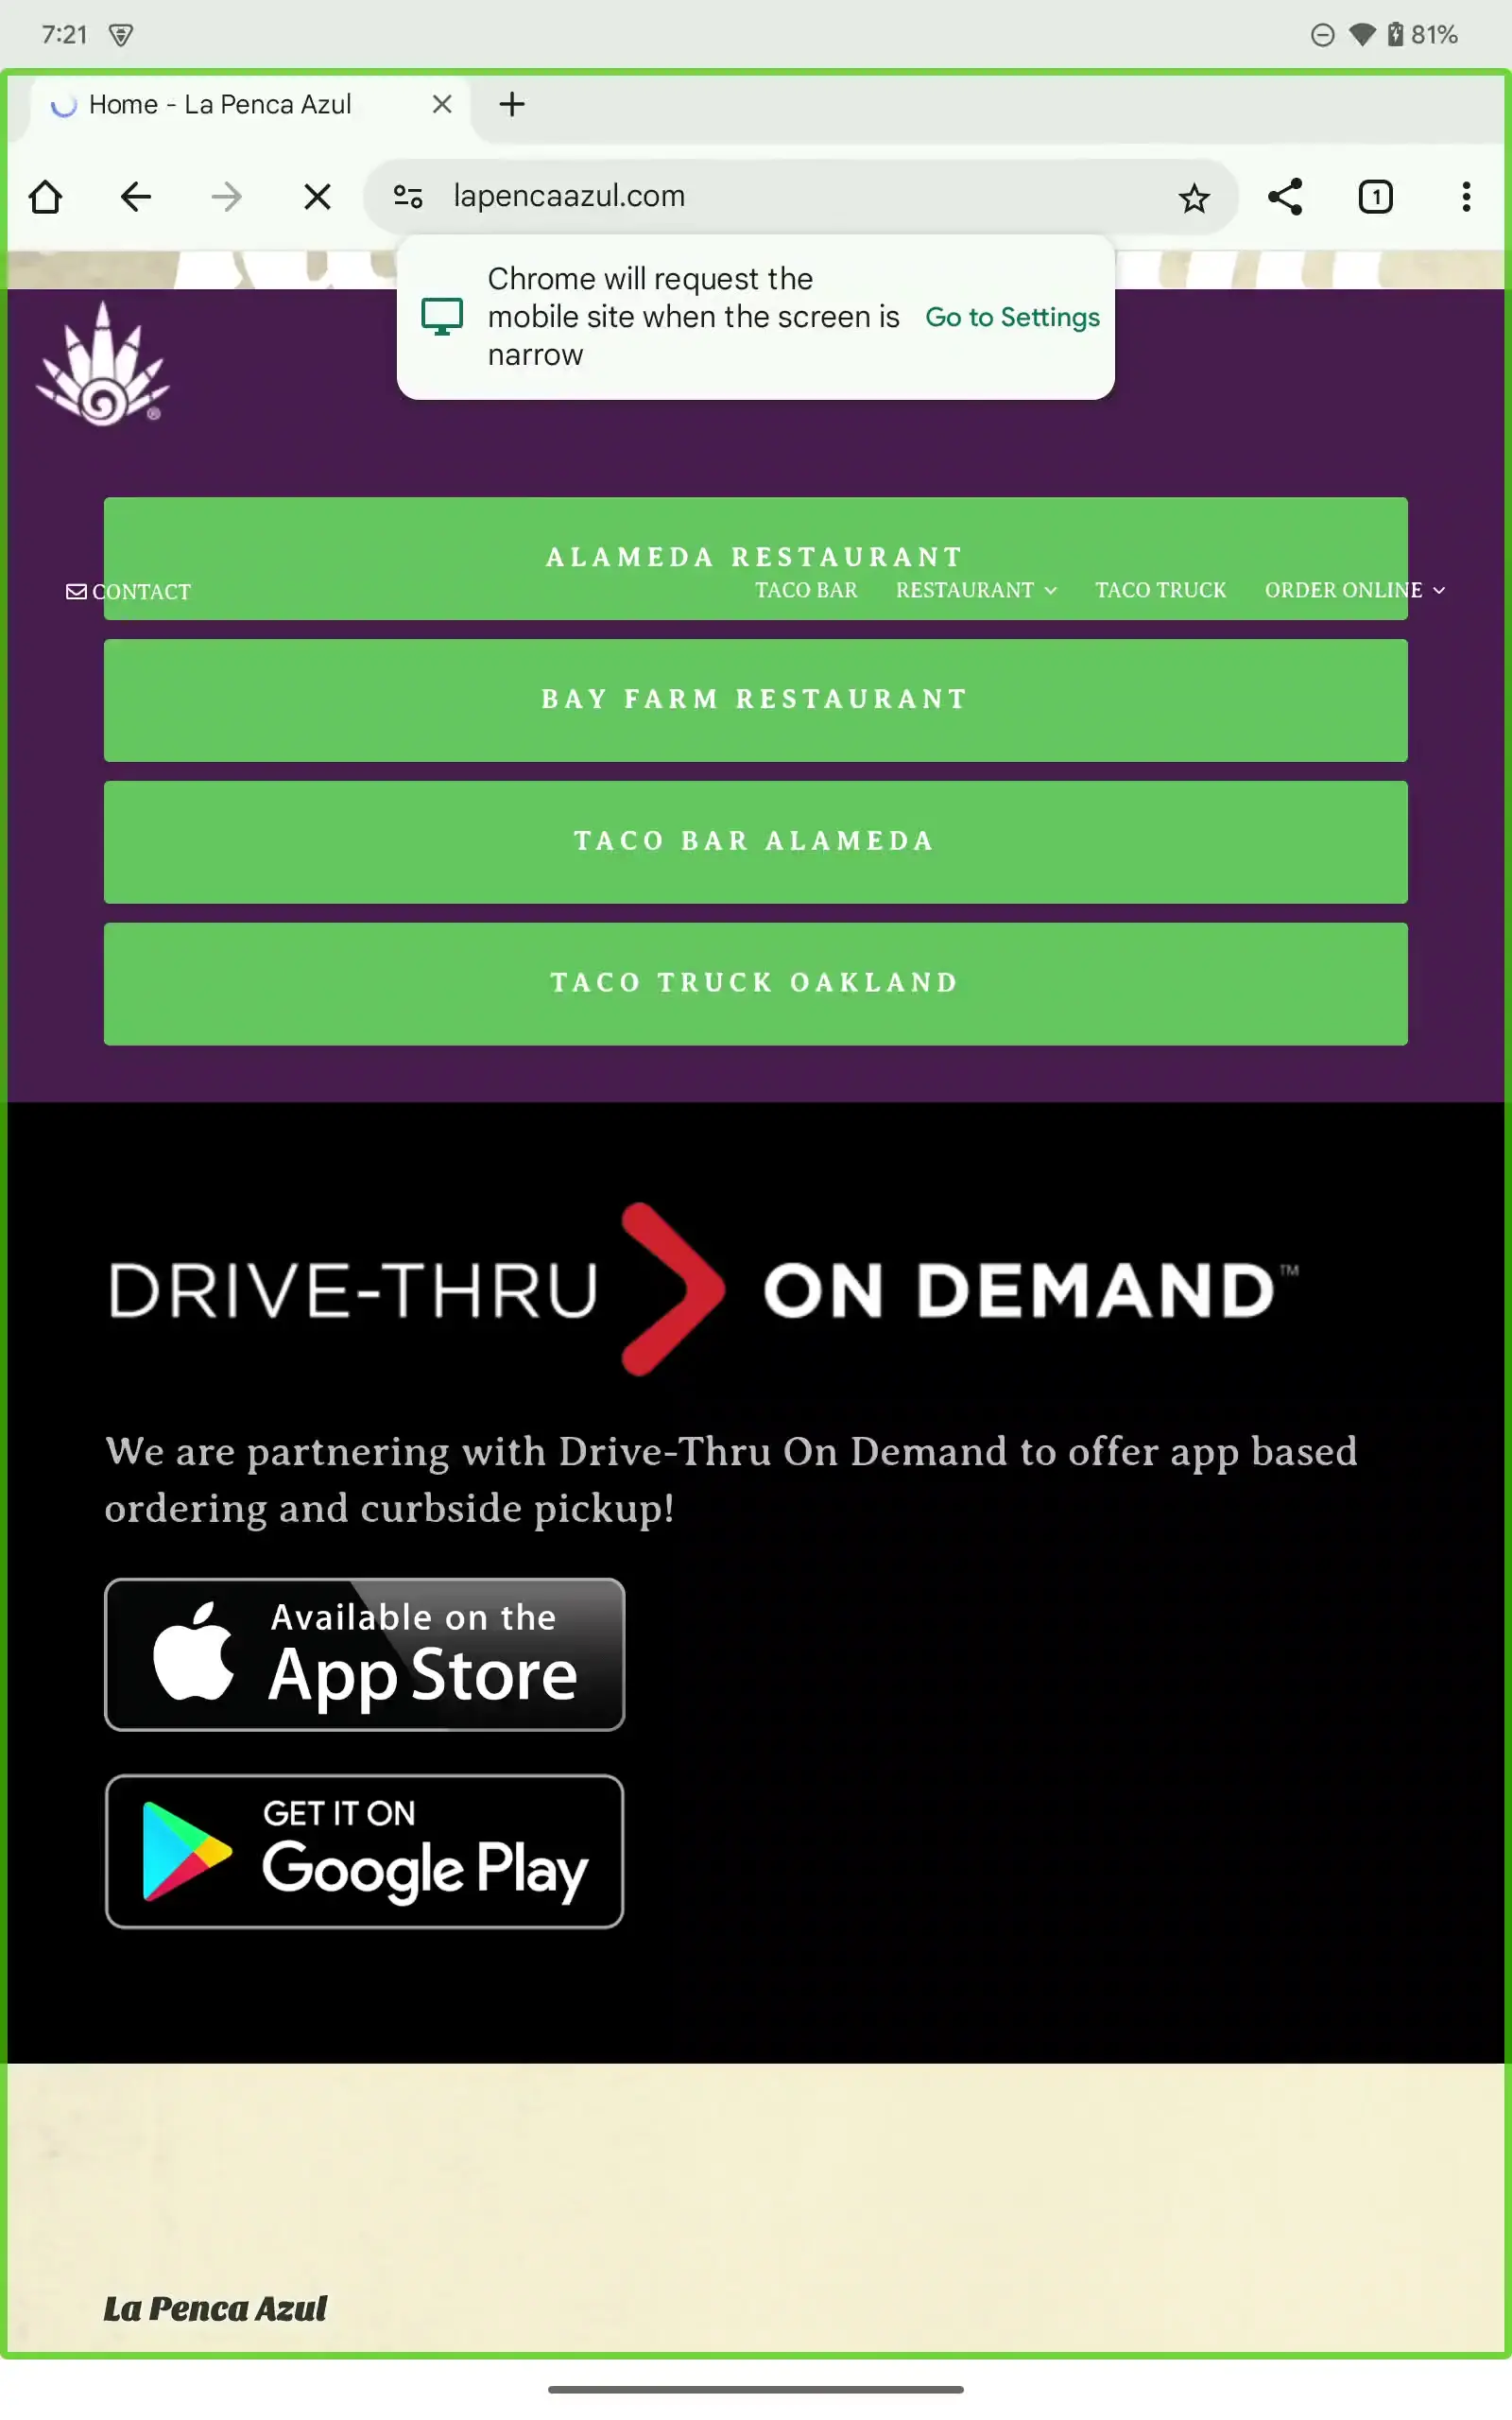 7:21
81%
Home - La Penca Azul
lapencaazul.com
1
Chrome will request the
mobile site when the screen is
narrow
Go to Settings
®
ALAMEDA RESTAURANT
CONTACT
TACO BAR
RESTAURANT
TACO TRUCK
ORDER ONLINE
BAY FARM RESTAURANT
TACO BAR ALAMEDA
TACO TRUCK OAKLAND
DRIVE-THRU ON DEMAND™
We are partnering with Drive-Thru On Demand to offer app based
ordering and curbside pickup!
Available on the
App Store
GET IT ON
Google Play
La Penca Azul